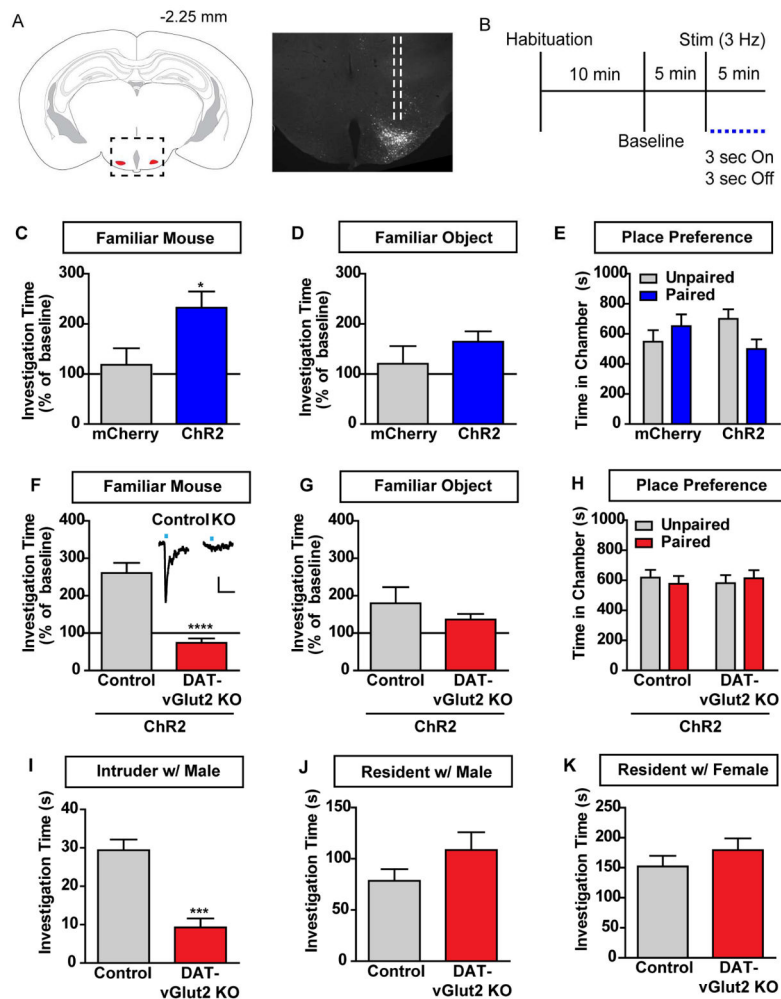 A
-2.25 mm
B
Habituation
Stim (3 Hz)
10 min
5 min
5 min
Baseline
3 sec On
3 sec Off
C
Familiar Mouse
Investigation Time
(% of baseline)
300
200
100
0
*
mCherry
ChR2
D
Familiar Object
Investigation Time
(% of baseline)
300
200
100
0
mCherry
ChR2
E
Place Preference
Time in Chamber (s)
1000
800
600
400
200
0
Unpaired
Paired
mCherry
ChR2
F
Familiar Mouse
Investigation Time
(% of baseline)
400
300
200
100
0
Control KO
****
Control
DAT-
vGlut2 KO
ChR2
G
Familiar Object
Investigation Time
(% of baseline)
400
300
200
100
0
Control
DAT-
vGlut2 KO
ChR2
H
Place Preference
Time in Chamber (s)
1000
800
600
400
200
0
Unpaired
Paired
Control
DAT-
vGlut2 KO
ChR2
I
Intruder w/ Male
Investigation Time (s)
40
30
20
10
0
***
Control
DAT-
vGlut2 KO
J
Resident w/ Male
Investigation Time (s)
150
100
50
0
Control
DAT-
vGlut2 KO
K
Resident w/ Female
Investigation Time (s)
250
200
150
100
50
0
Control
DAT-
vGlut2 KO